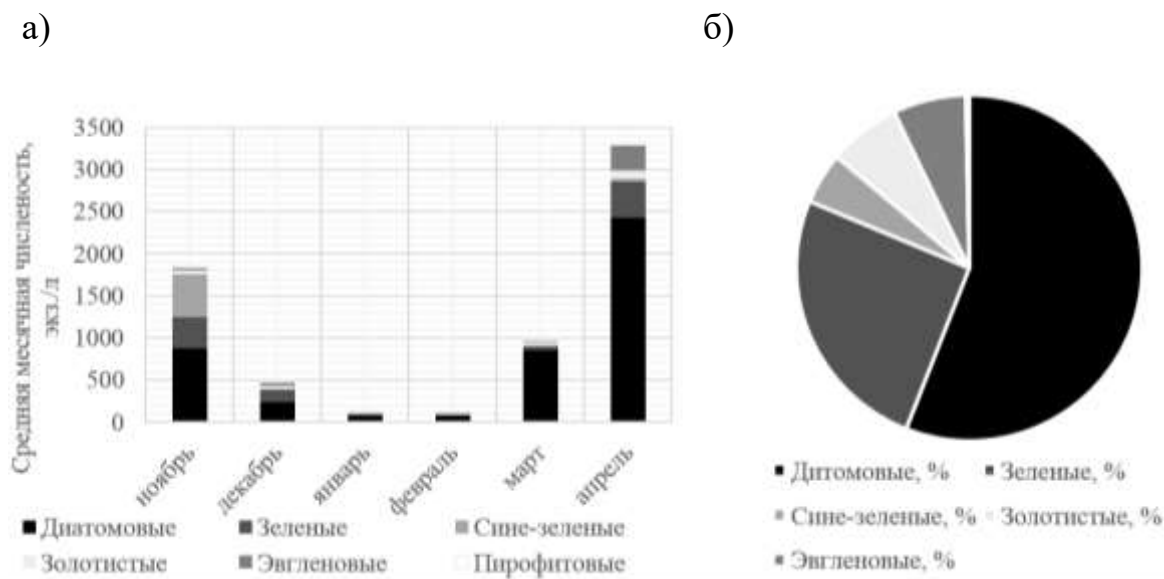 а)
б)
Средняя месячная численость,
экз./л
3500
3000
2500
2000
1500
1000
500
0
ноябрь
декабрь
январь
февраль
март
апрель
Диатомовые
Зеленые
Сине-зеленые
Золотистые
Эвгленовые
Пирофитовые
Дитомовые, %
Зеленые, %
Сине-зеленые, %
Золотистые, %
Эвгленовые, %